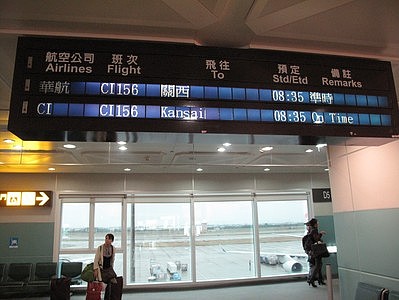 航空公司 班次 飛往 預定 備註
Airlines Flight To Std/Etd Remarks
華航 CI156 關西 08:35 準時
CI CI156 Kansai 08:35 On Time
D5